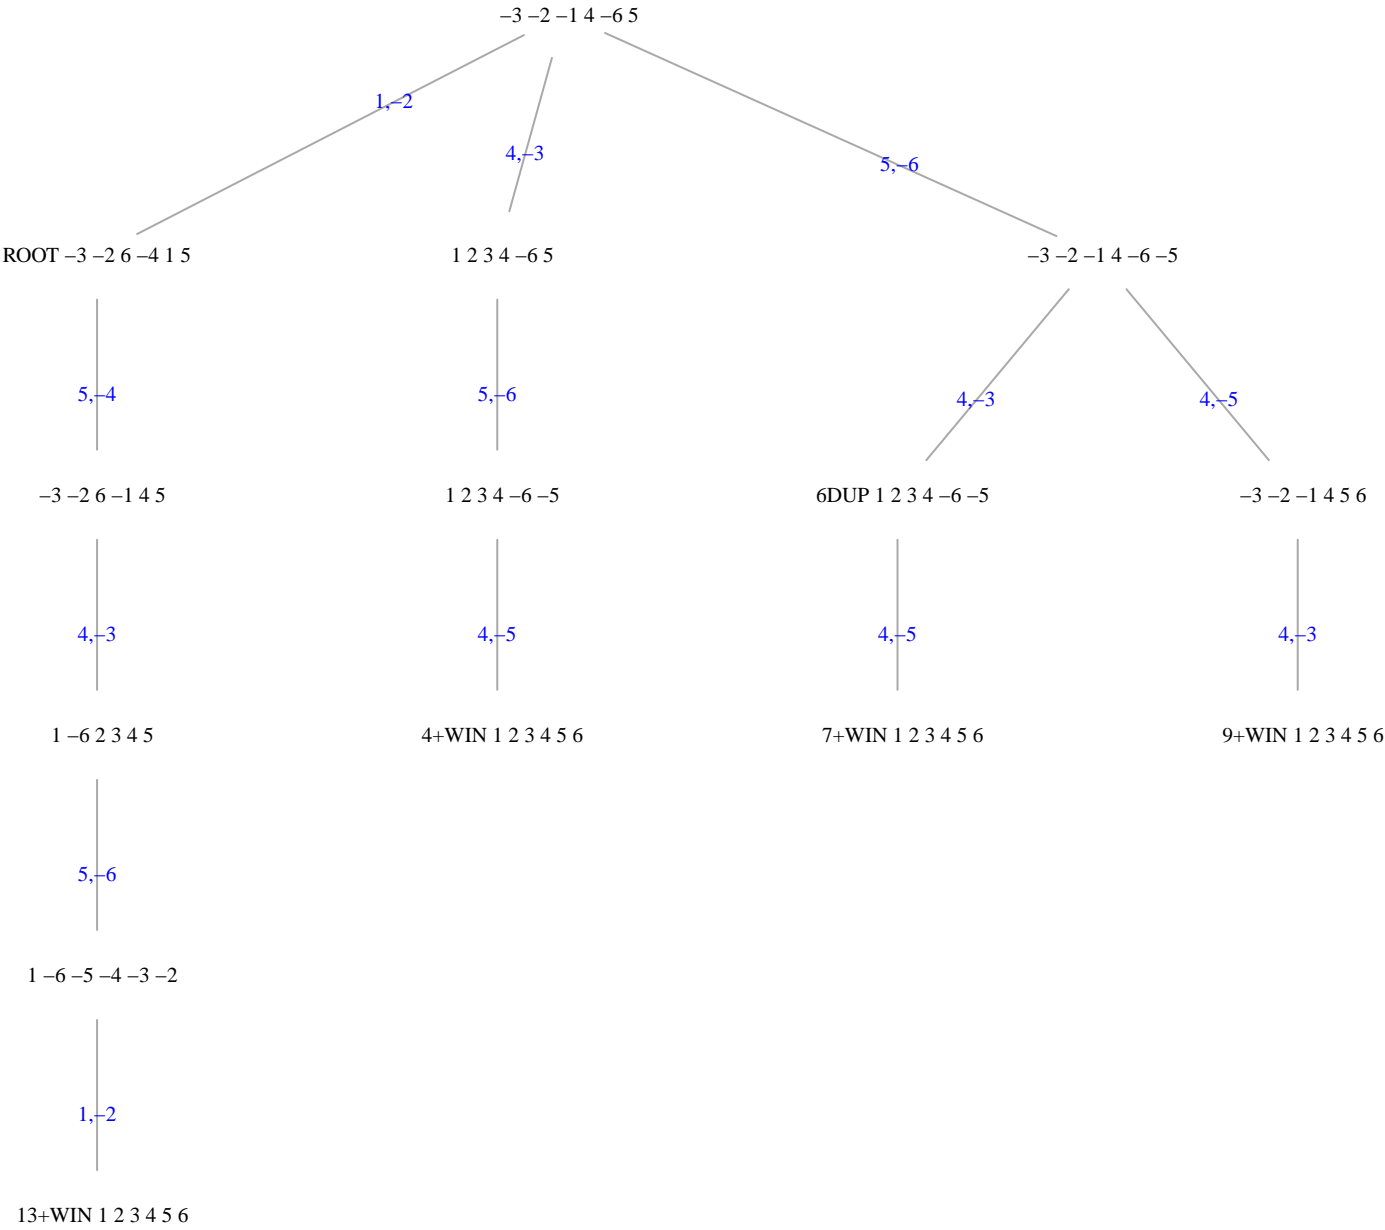 −3 −2 −1 4 −6 5
1,−2
4,−3
5,−6
ROOT −3 −2 6 −4 1 5
1 2 3 4 −6 5
−3 −2 −1 4 −6 −5
5,−4
5,−6
4,−3
4,−5
−3 −2 6 −1 4 5
1 2 3 4 −6 −5
6DUP 1 2 3 4 −6 −5
−3 −2 −1 4 5 6
4,−3
4,−5
4,−5
4,−3
1 −6 2 3 4 5
4+WIN 1 2 3 4 5 6
7+WIN 1 2 3 4 5 6
9+WIN 1 2 3 4 5 6
5,−6
1 −6 −5 −4 −3 −2
1,−2
13+WIN 1 2 3 4 5 6